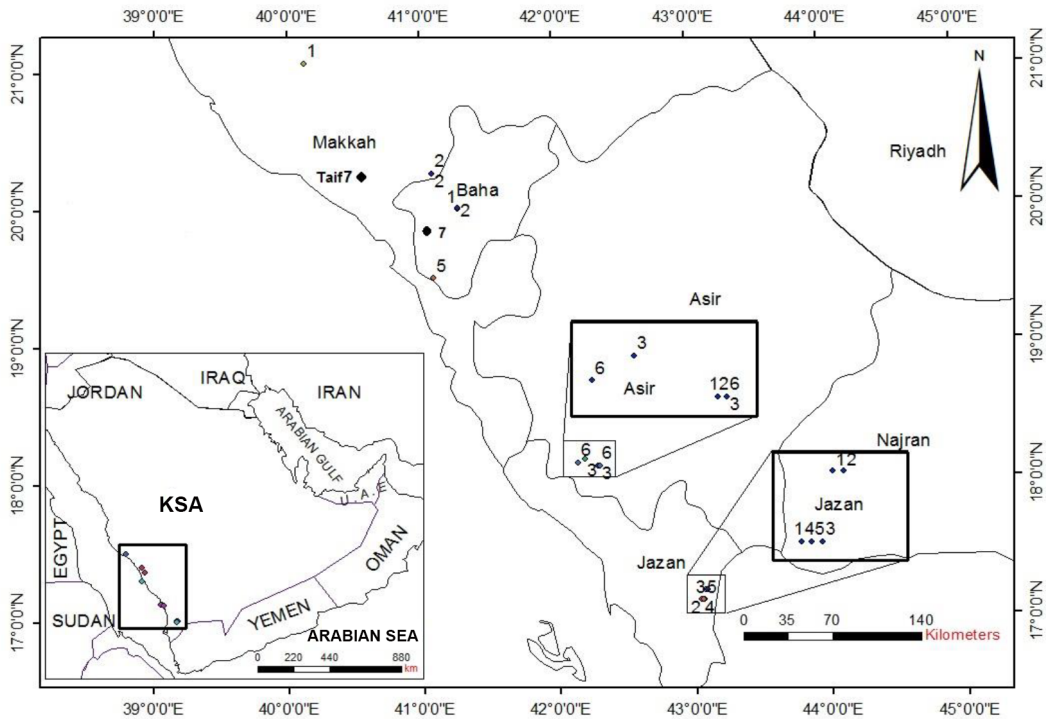 39°0'0"E 40°0'0"E 41°0'0"E 42°0'0"E 43°0'0"E 44°0'0"E 45°0'0"E
21°0'0"N
20°0'0"N
19°0'0"N
18°0'0"N
17°0'0"N
21°0'0"N
20°0'0"N
19°0'0"N
18°0'0"N
17°0'0"N
N
1
Makkah
Riyadh
Taif 7
2
2
Baha
1
2
7
5
Asir
3
6
Asir
126
3
6 6
3 3
Najran
12
Jazan
1453
Jazan
35
24
0 35 70 140
Kilometers
JORDAN
IRAQ
IRAN
ARABIAN GULF
U.A.E
KSA
EGYPT
OMAN
SUDAN
YEMEN
ARABIAN SEA
0 220 440 880
km
39°0'0"E 40°0'0"E 41°0'0"E 42°0'0"E 43°0'0"E 44°0'0"E 45°0'0"E